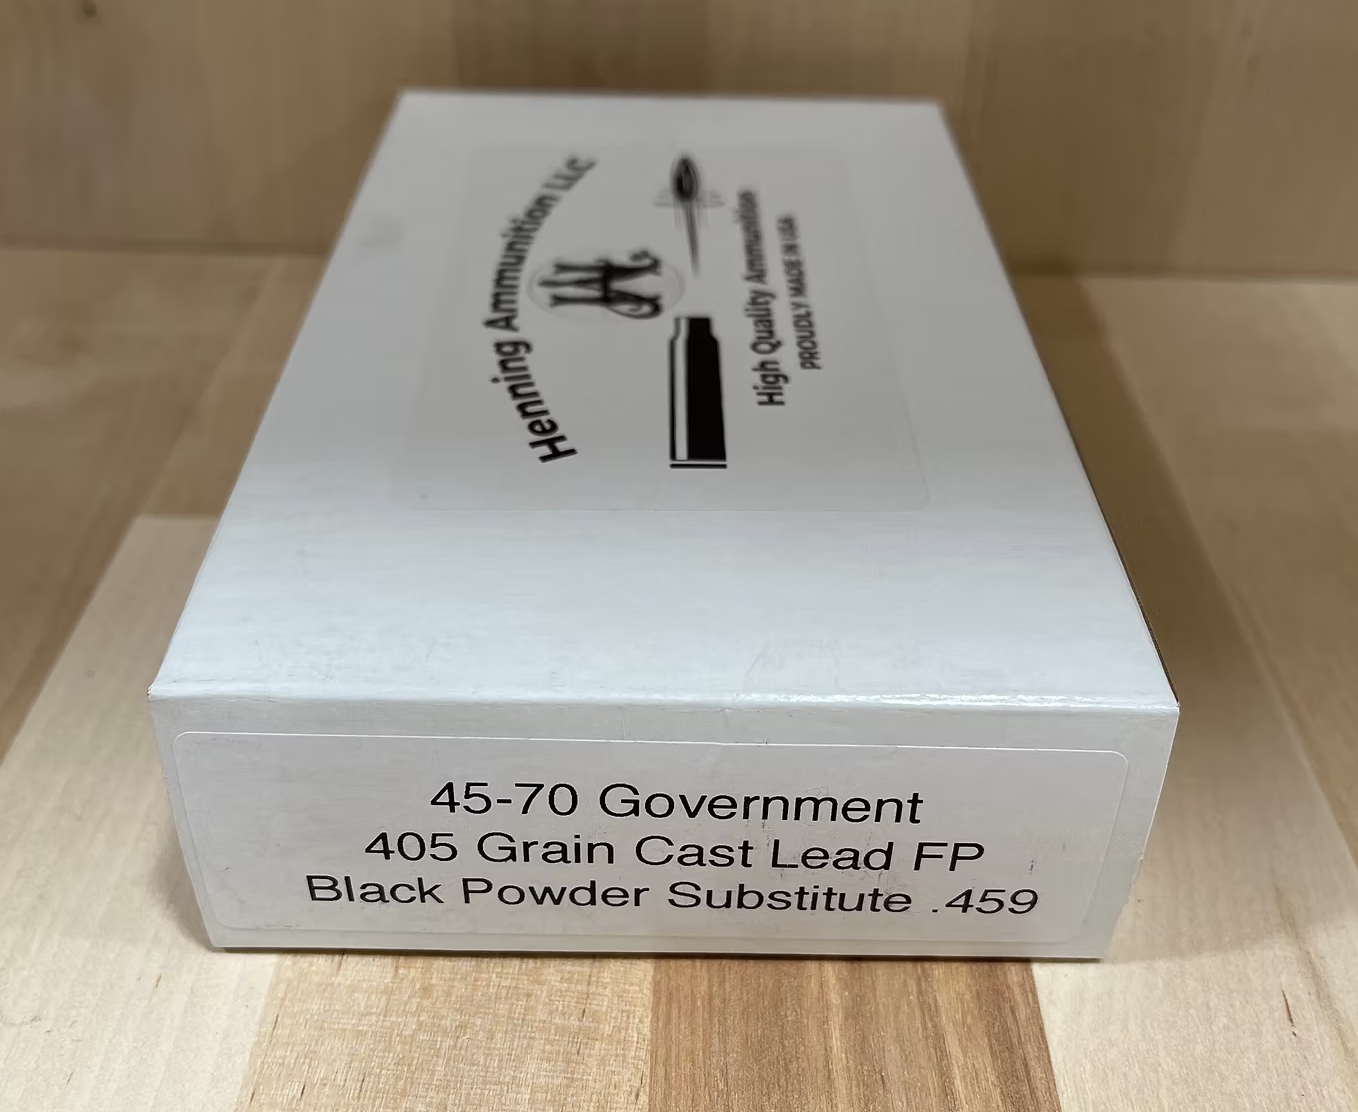 Henning Ammunition LLC
High Quality Ammunition
PROUDLY MADE IN USA
45-70 Government
405 Grain Cast Lead FP
Black Powder Substitute .459